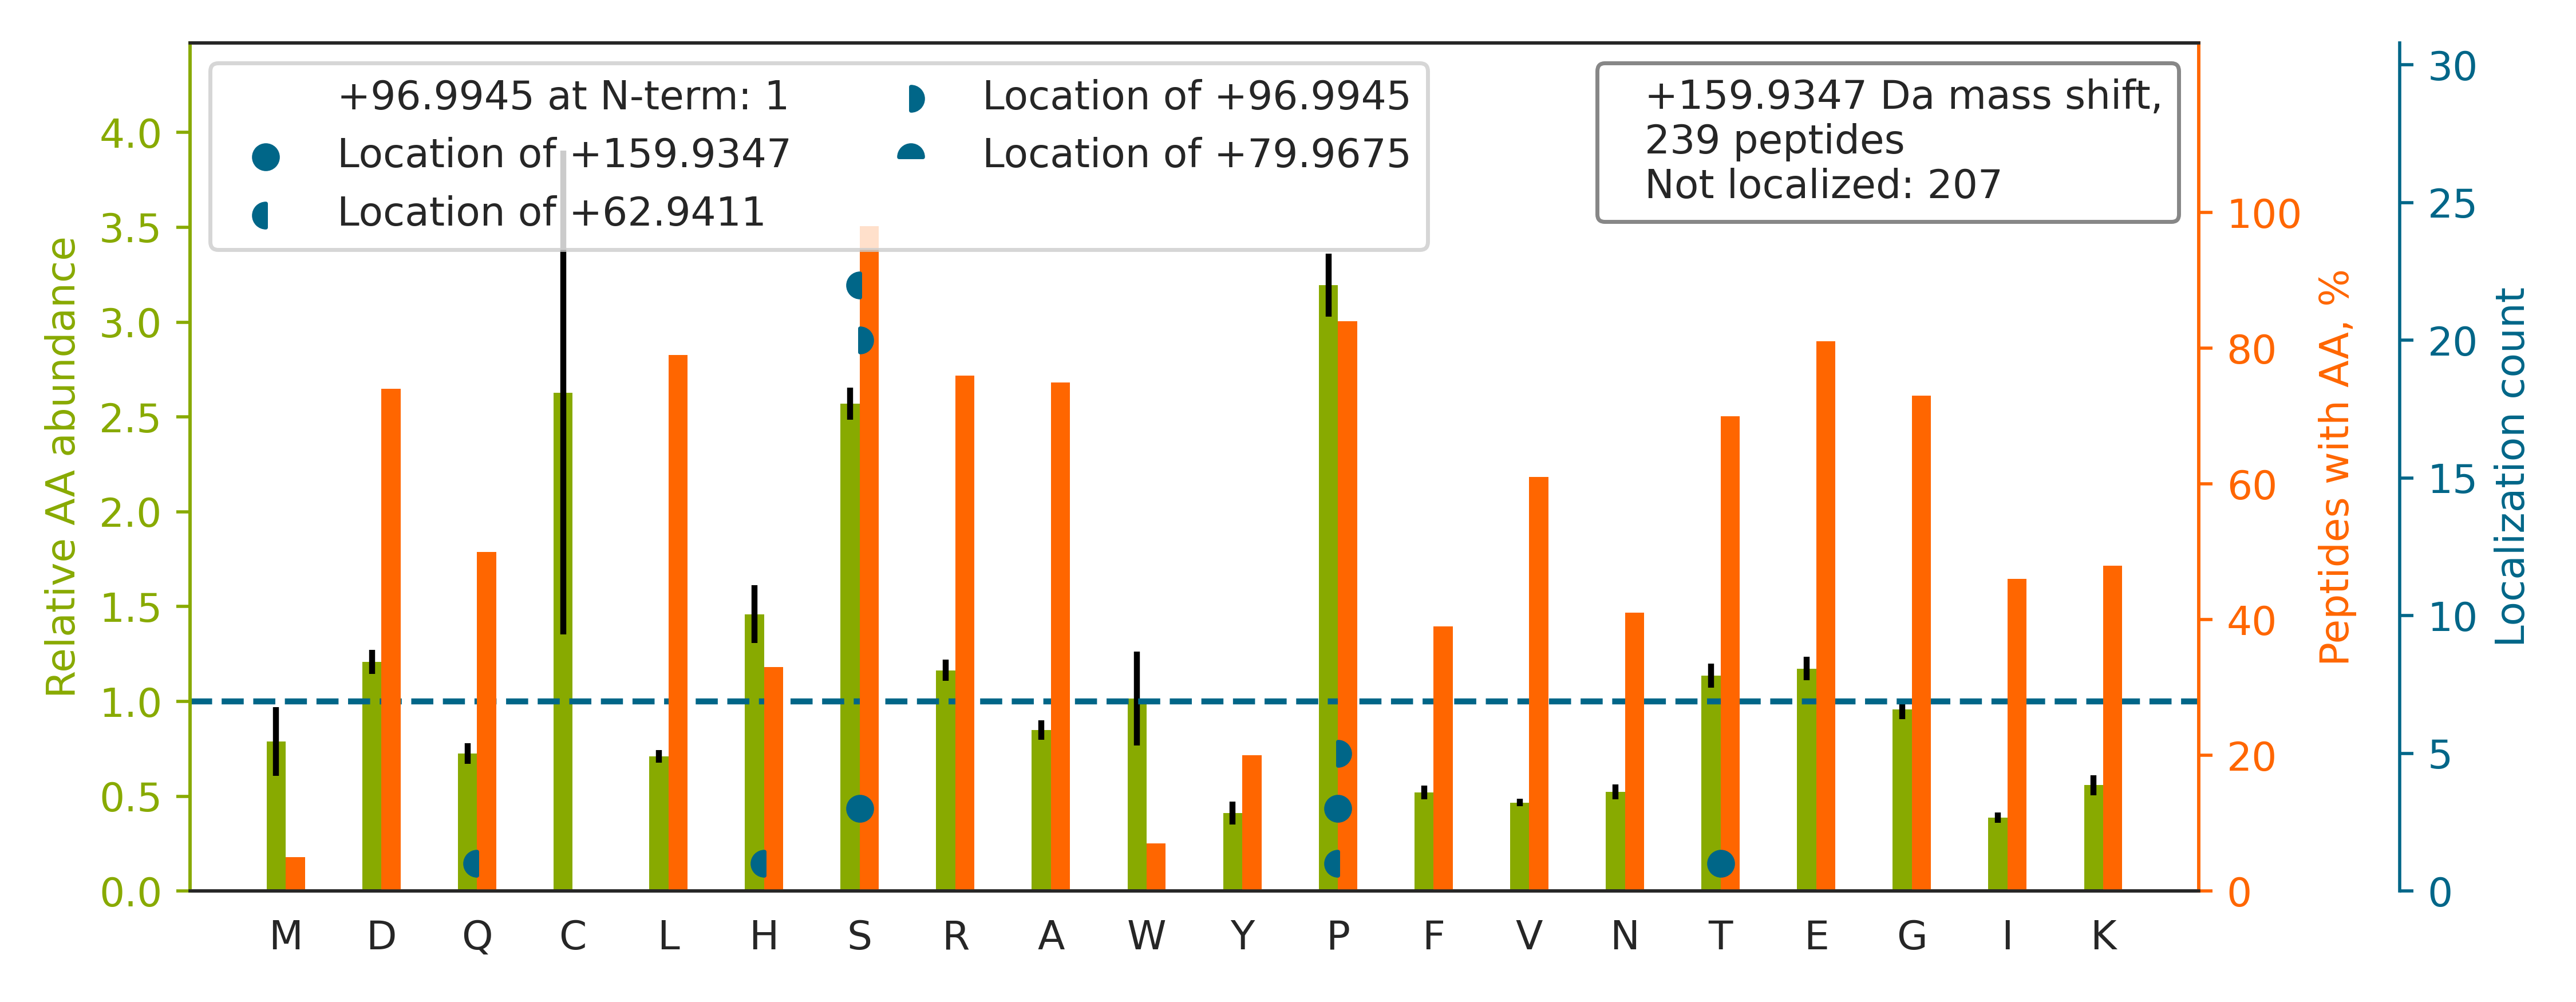 +96.9945 at N-term: 1
Location of +159.9347
Location of +62.9411
Location of +96.9945
Location of +79.9675
+159.9347 Da mass shift,
239 peptides
Not localized: 207
Relative AA abundance
4.0
3.5
3.0
2.5
2.0
1.5
1.0
0.5
0.0
M D Q C L H S R A W Y P F V N T E G I K
100
80
60
40
20
0
Peptides with AA, %
30
25
20
15
10
5
0
Localization count